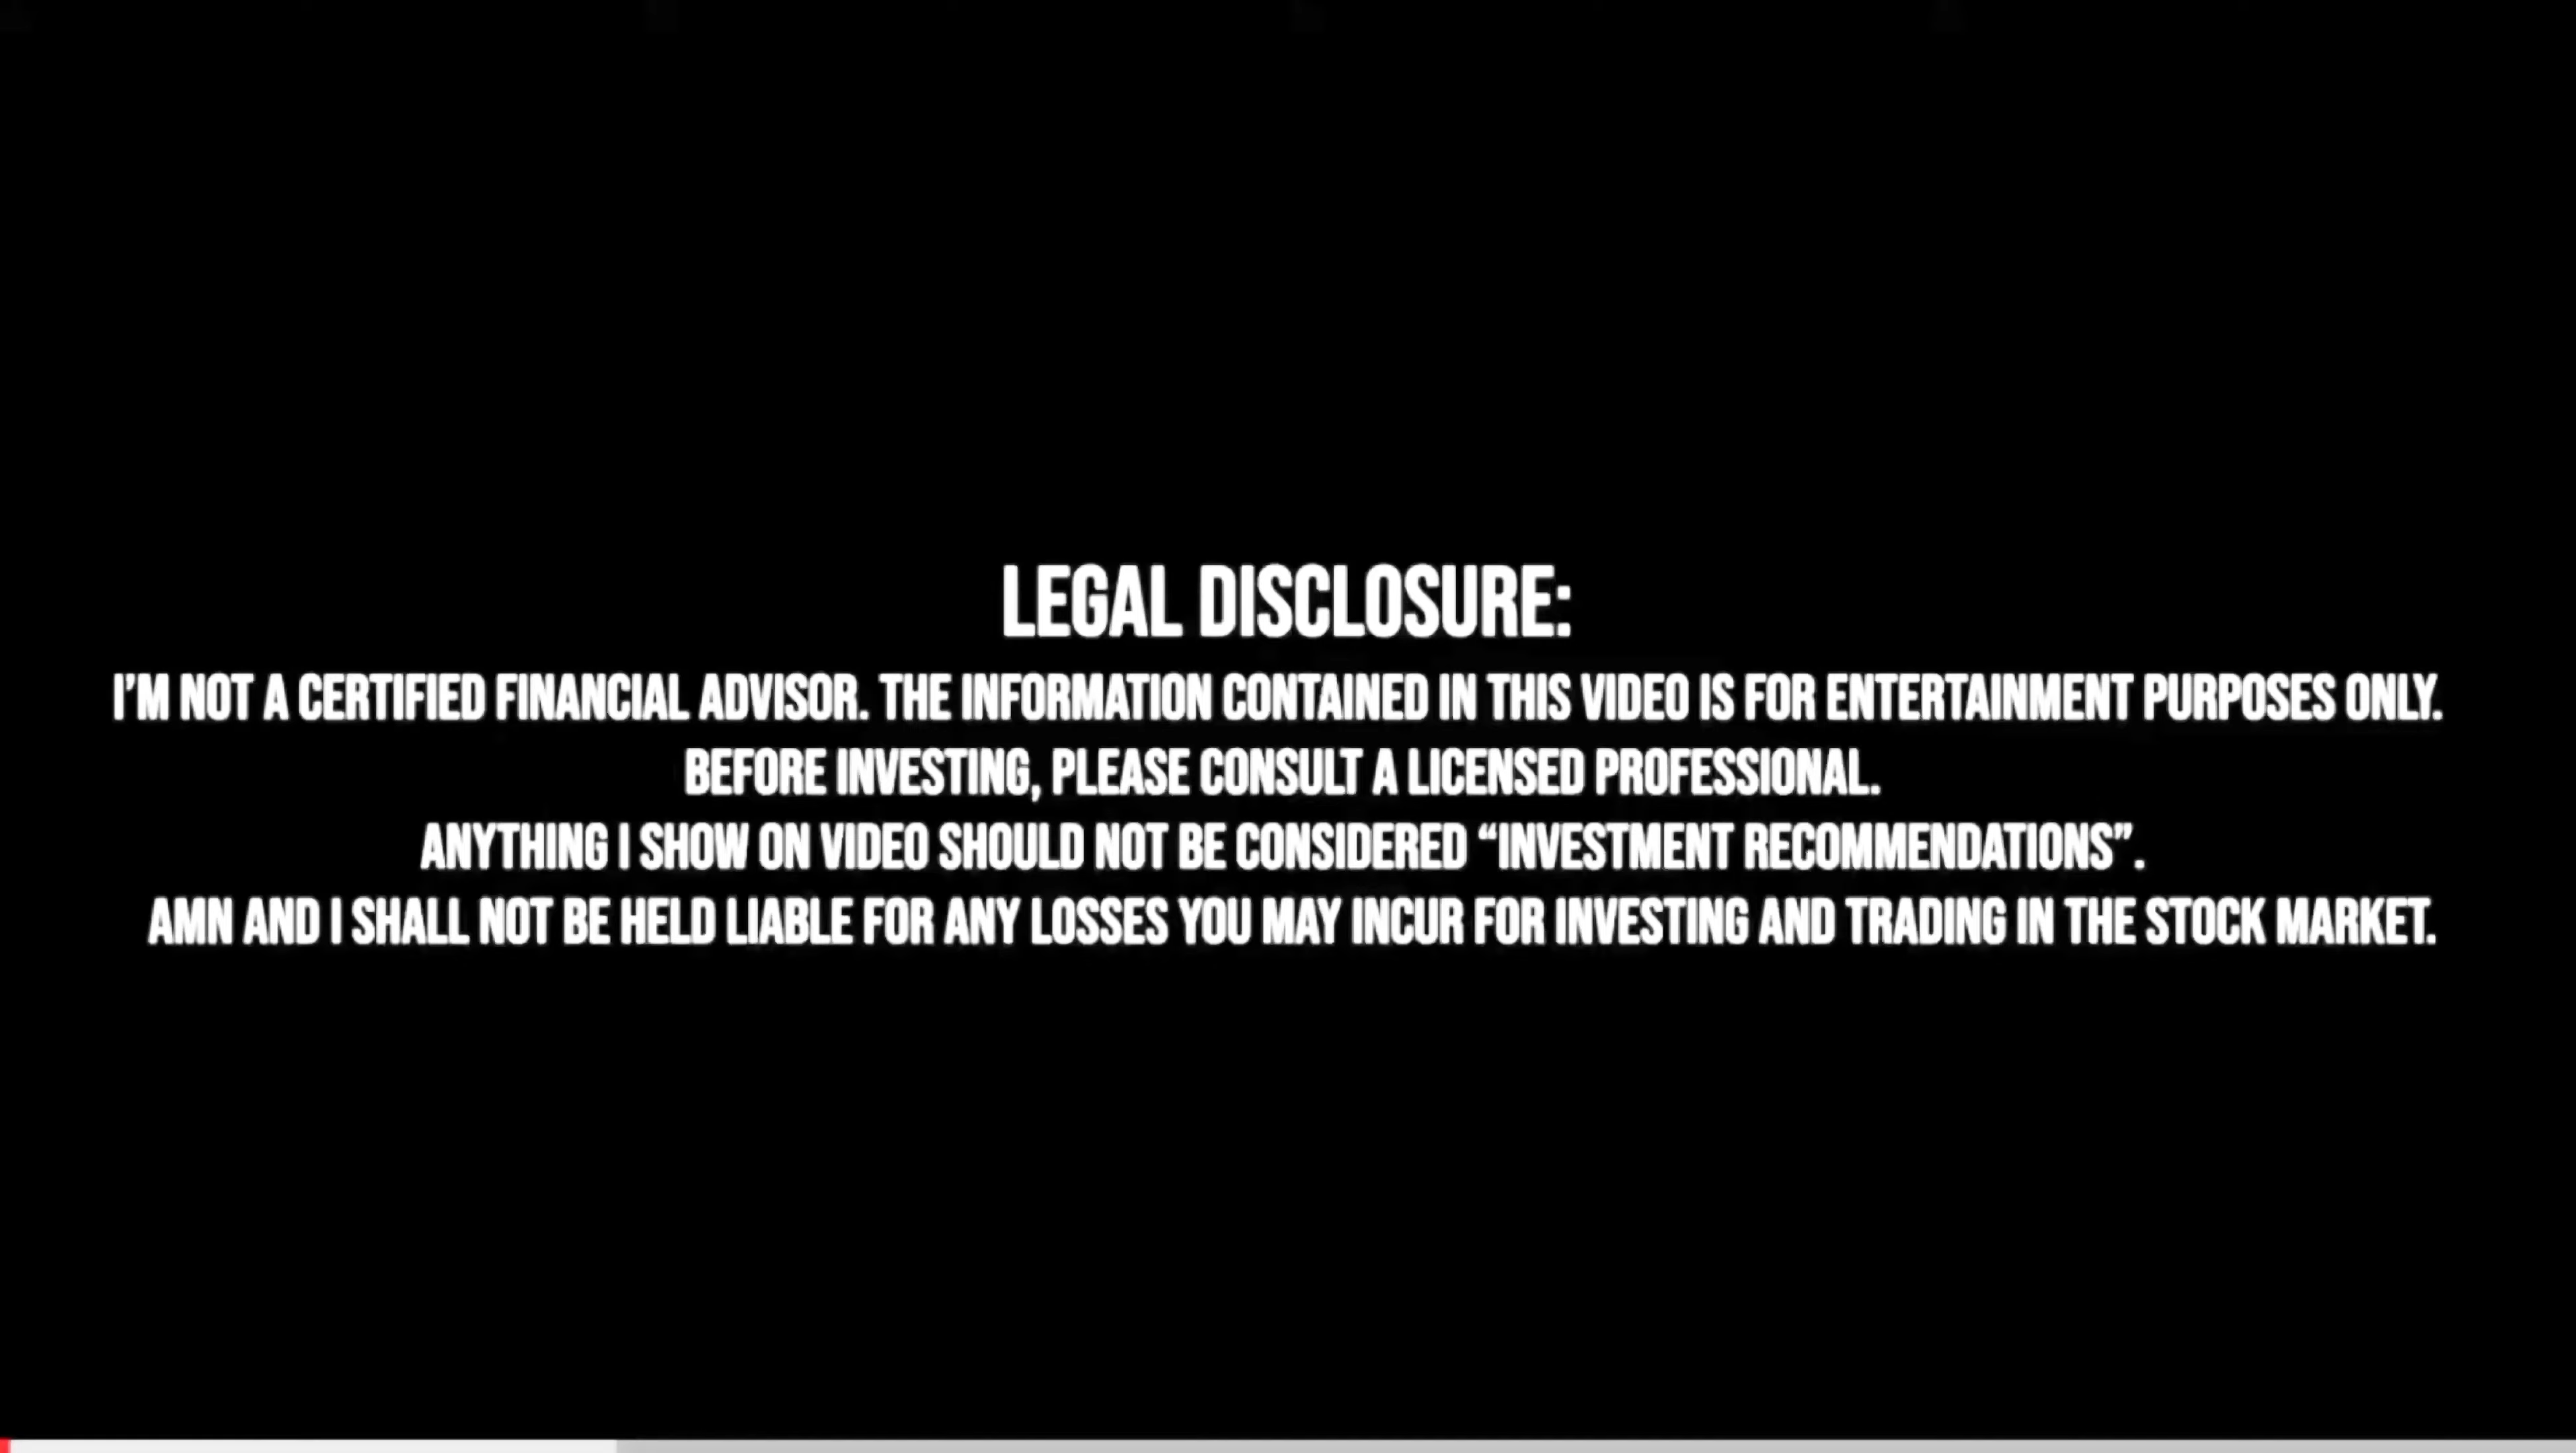 LEGAL DISCLOSURE:
I'M NOT A CERTIFIED FINANCIAL ADVISOR. THE INFORMATION CONTAINED IN THIS VIDEO IS FOR ENTERTAINMENT PURPOSES ONLY.
BEFORE INVESTING, PLEASE CONSULT A LICENSED PROFESSIONAL.
ANYTHING I SHOW ON VIDEO SHOULD NOT BE CONSIDERED “INVESTMENT RECOMMENDATIONS”.
AMN AND I SHALL NOT BE HELD LIABLE FOR ANY LOSSES YOU MAY INCUR FOR INVESTING AND TRADING IN THE STOCK MARKET.